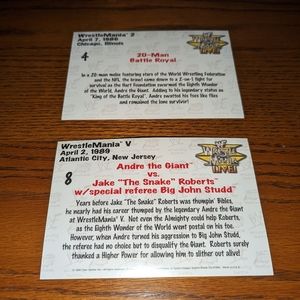 WrestleMania 2
April 7, 1986
Chicago, Illinois
4
20-Man
Battle Royal
In a 20-man melee featuring stars of the World Wrestling Federation
and the NFL, the brawl came down to a 2-on-1 fight for
survival as the Hart Foundation swarmed the Eighth Wonder
of the World, Andre the Giant. Adding to his legendary status as
"King of the Battle Royal," Andre swatted his foes like flies
and remained the lone survivor!
WrestleMania V
April 2, 1989
Atlantic City, New Jersey
8
Andre the Giant
vs.
Jake "The Snake" Roberts
w/special referee Big John Studd
Years before Jake "The Snake" Roberts was thumpin' Bibles,
he nearly had his career thumped by the legendary Andre the Giant
at WrestleMania V. Not even the Almighty could help Roberts,
as the Eighth Wonder of the World went postal on his toe.
However, when Andre turned his aggression to Big John Studd,
the referee had no choice but to disqualify the Giant. Roberts surely
thanked a Higher Power for allowing him to slither out alive!